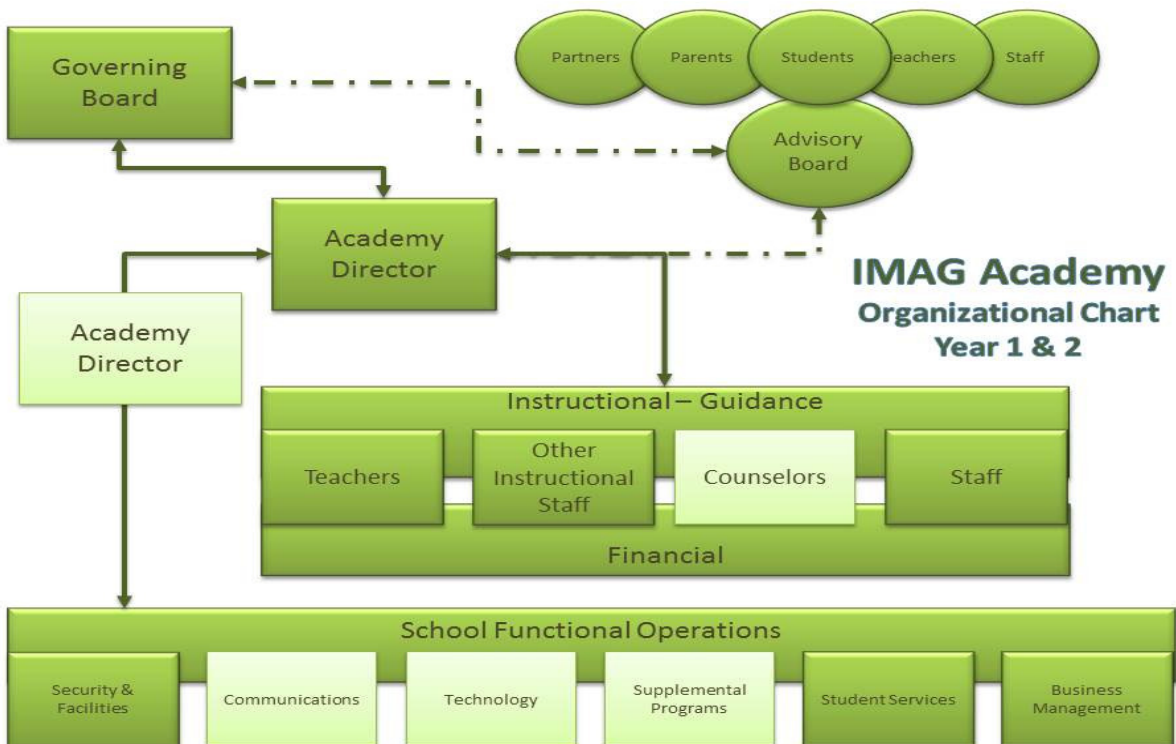 Governing
Board
Partners
Parents
Students
eachers
Staff
Advisory
Board
Academy
Director
IMAG Academy
Organizational Chart
Year 1 & 2
Academy
Director
Instructional – Guidance
Teachers
Other
Instructional
Staff
Counselors
Staff
Financial
School Functional Operations
Security &
Facilities
Communications
Technology
Supplemental
Programs
Student Services
Business
Management